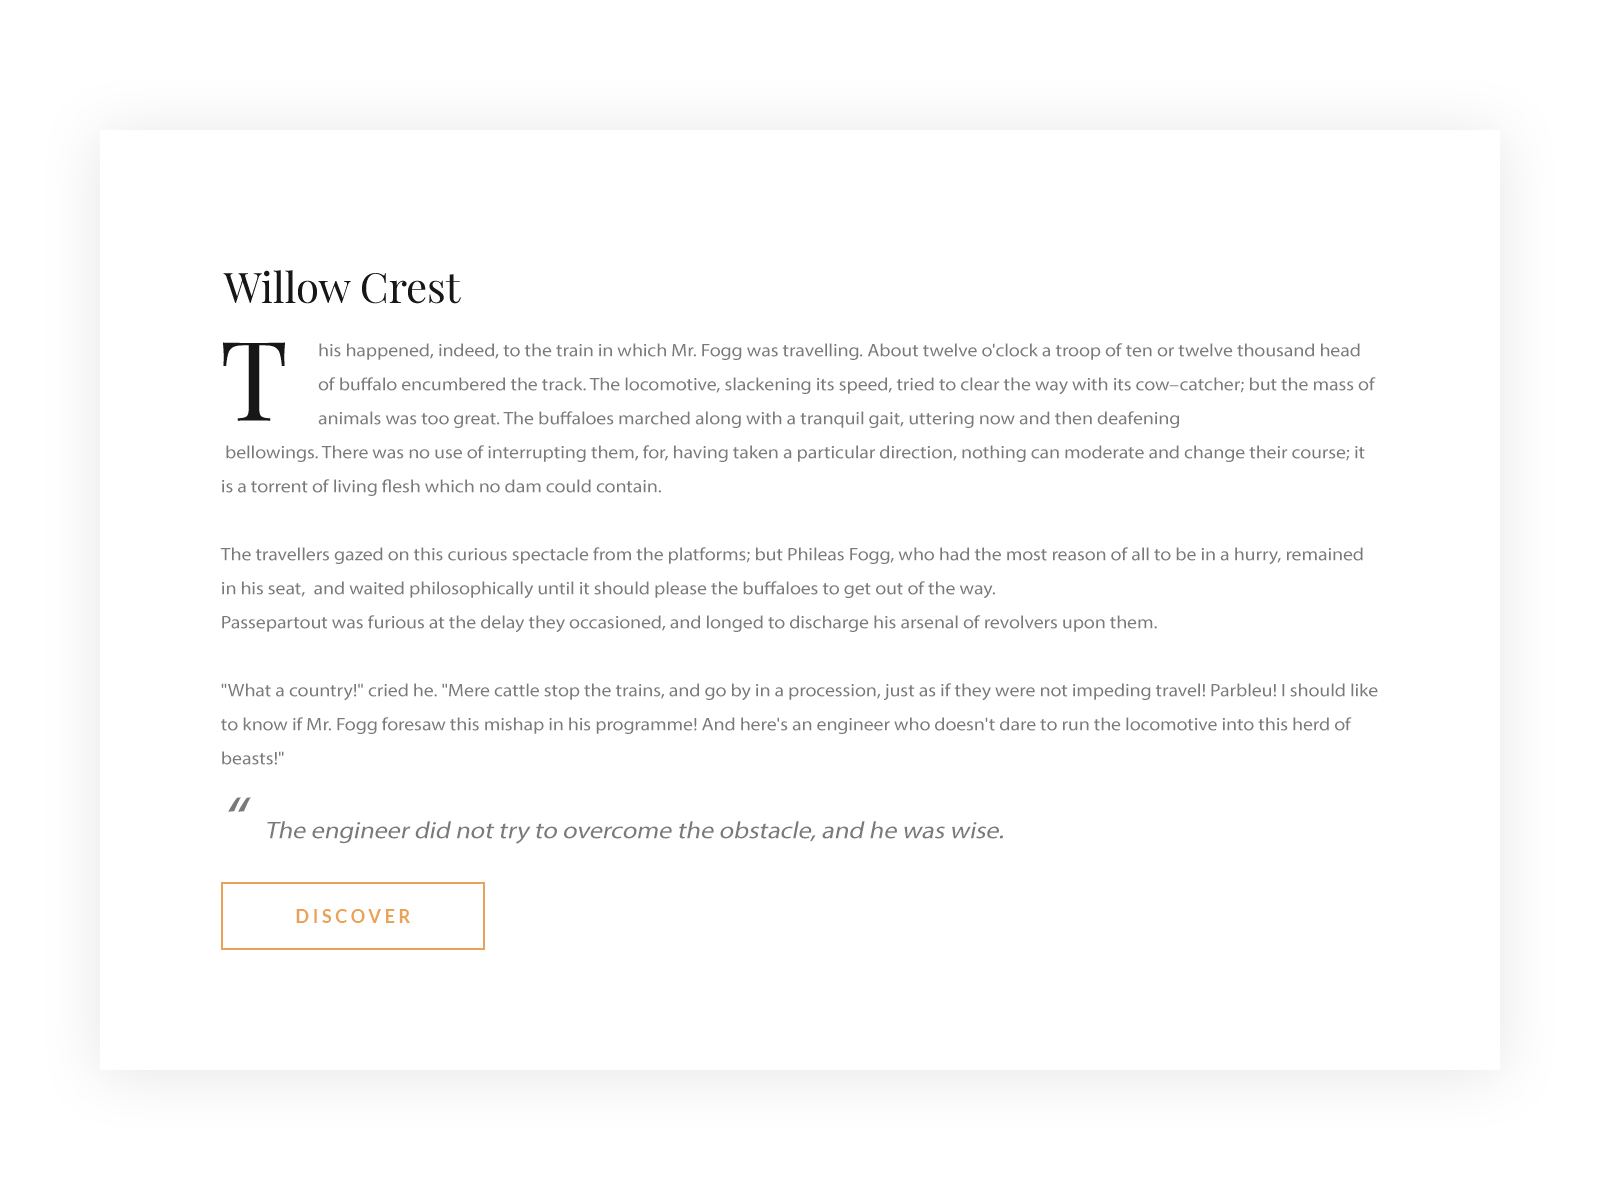 Willow Crest
This happened, indeed, to the train in which Mr. Fogg was travelling. About twelve o'clock a troop of ten or twelve thousand head
of buffalo encumbered the track. The locomotive, slackening its speed, tried to clear the way with its cow–catcher; but the mass of
animals was too great. The buffaloes marched along with a tranquil gait, uttering now and then deafening
bellowings. There was no use of interrupting them, for, having taken a particular direction, nothing can moderate and change their course; it
is a torrent of living flesh which no dam could contain.
The travellers gazed on this curious spectacle from the platforms; but Phileas Fogg, who had the most reason of all to be in a hurry, remained
in his seat,  and waited philosophically until it should please the buffaloes to get out of the way.
Passepartout was furious at the delay they occasioned, and longed to discharge his arsenal of revolvers upon them.
"What a country!" cried he. "Mere cattle stop the trains, and go by in a procession, just as if they were not impeding travel! Parbleu! I should like
to know if Mr. Fogg foresaw this mishap in his programme! And here's an engineer who doesn't dare to run the locomotive into this herd of
beasts!"
“ The engineer did not try to overcome the obstacle, and he was wise.
DISCOVER